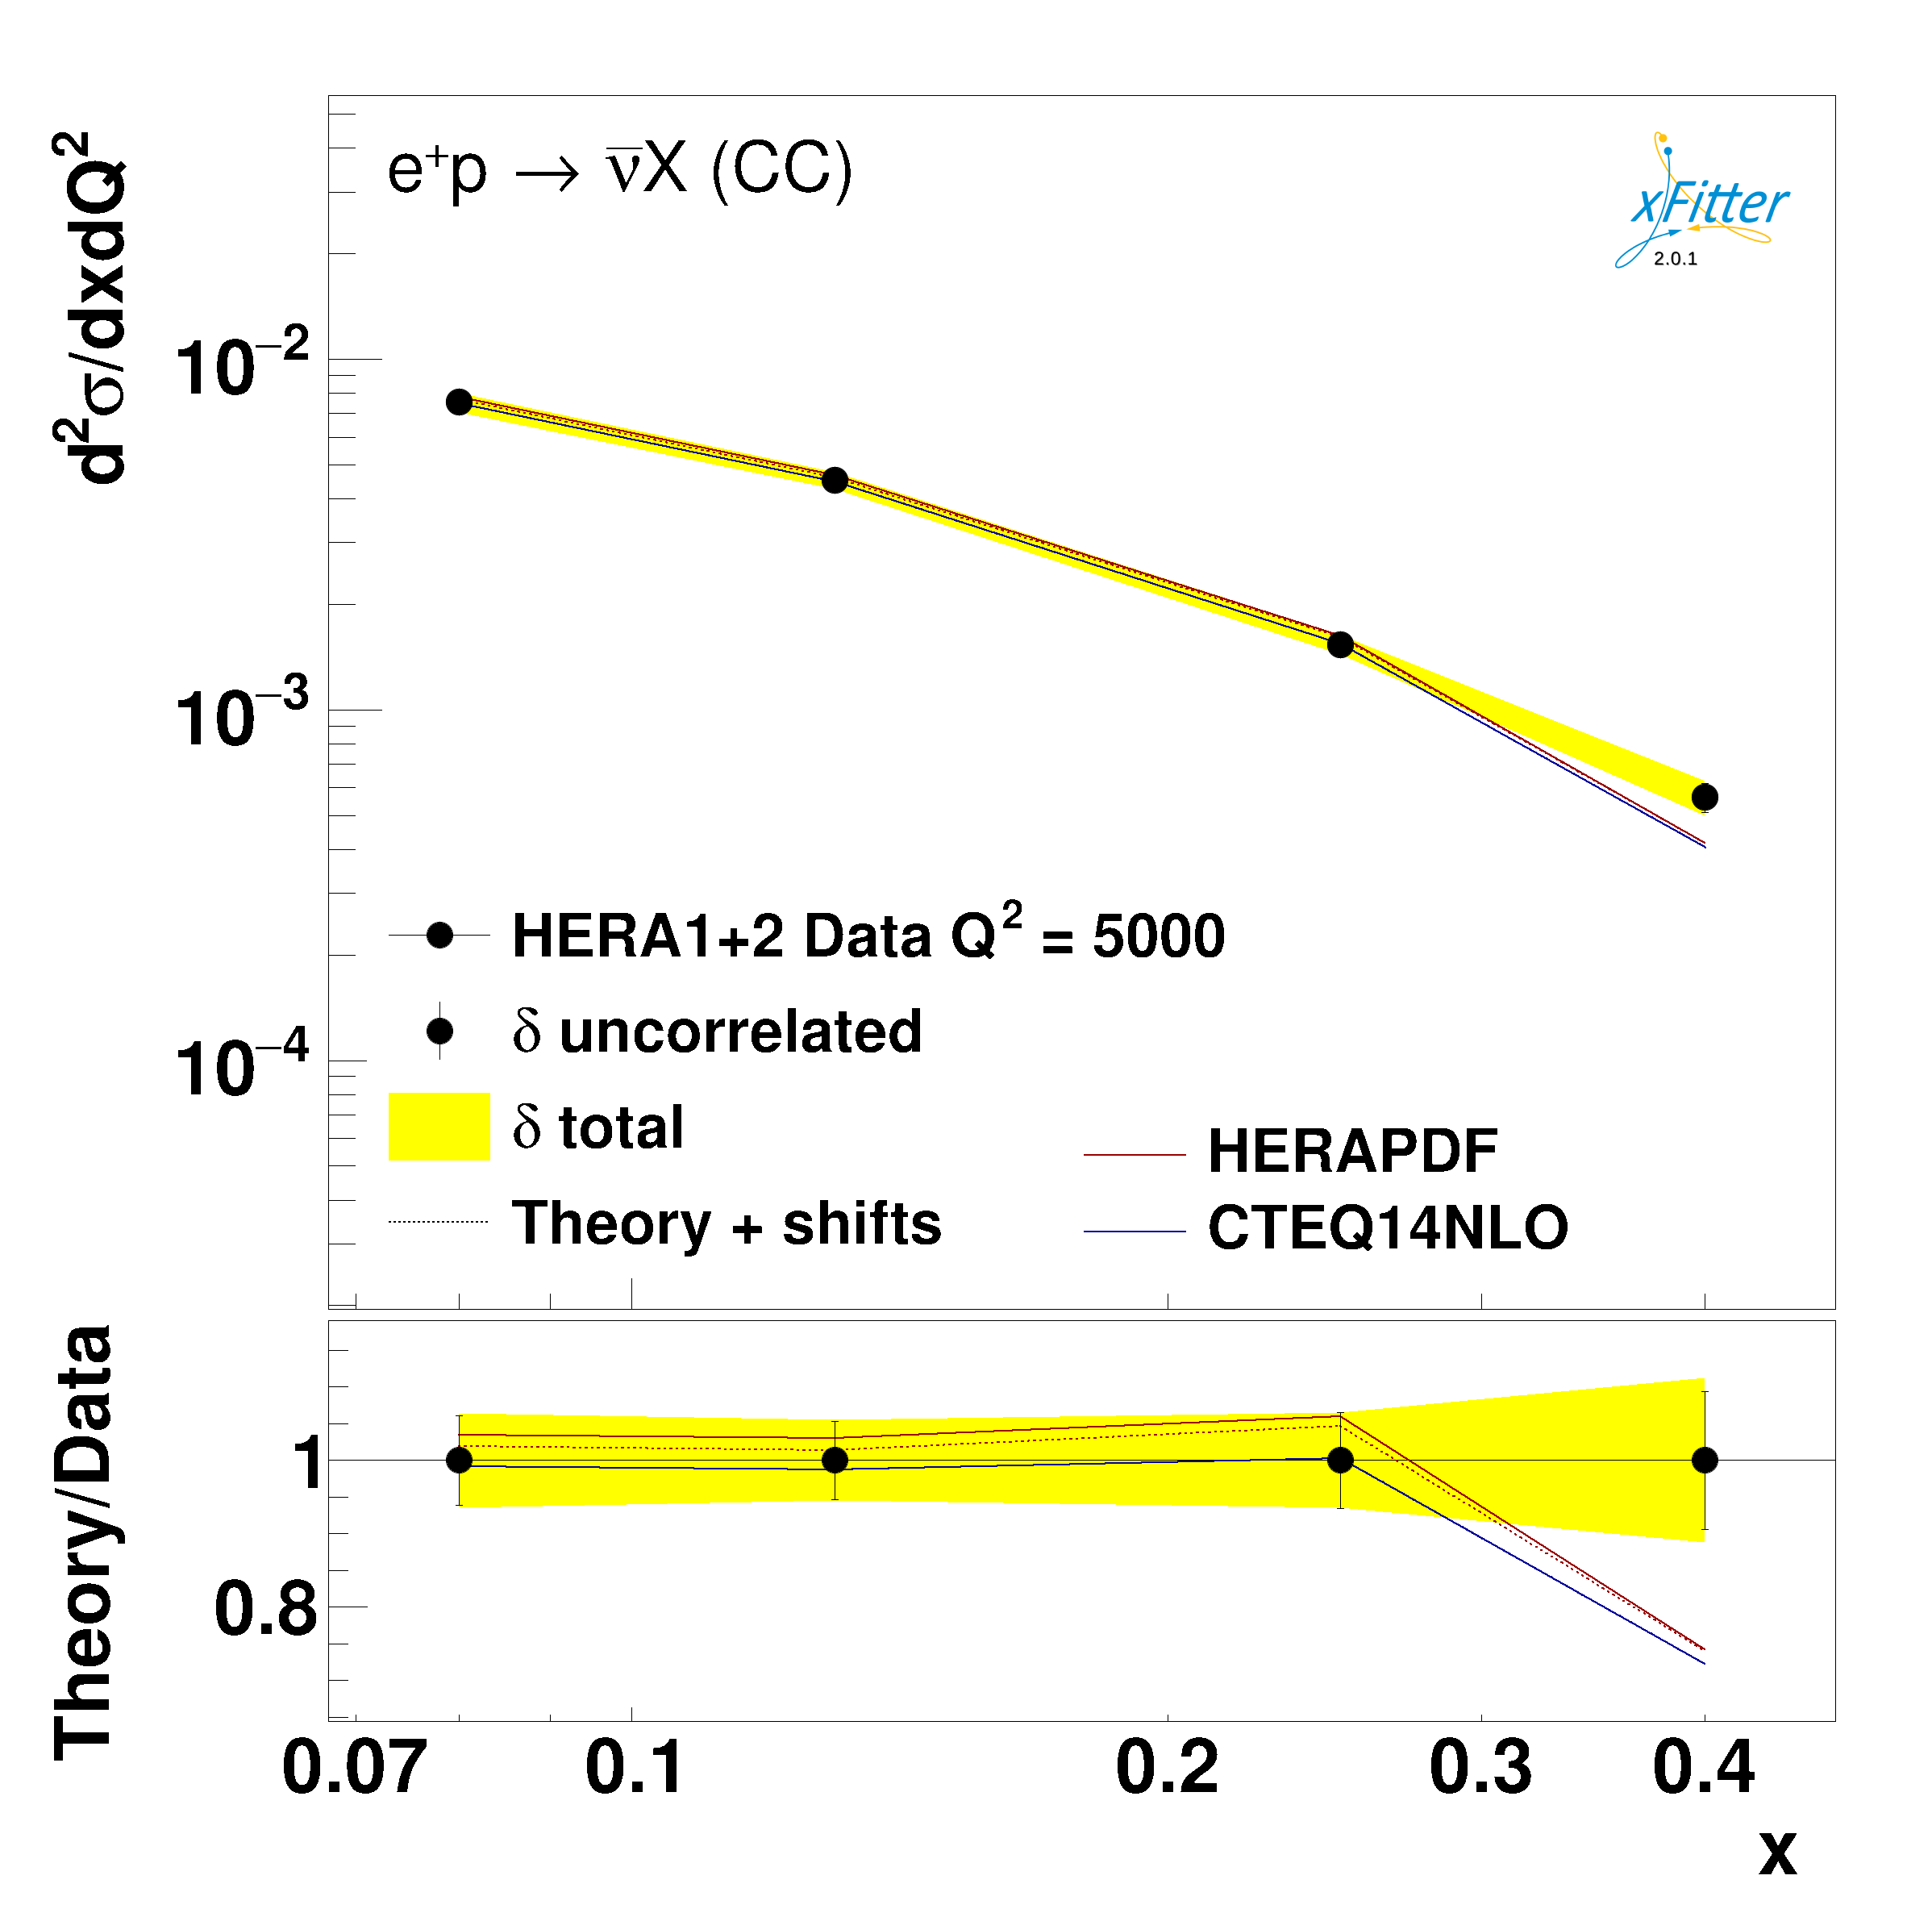 d²σ/dxdQ²
e⁺p → ν̅X (CC)
xFitter
2.0.1
10⁻²
10⁻³
10⁻⁴
HERA1+2 Data Q² = 5000
δ uncorrelated
δ total
Theory + shifts
HERAPDF
CTEQ14NLO
Theory/Data
1
0.8
0.07 0.1 0.2 0.3 0.4
x